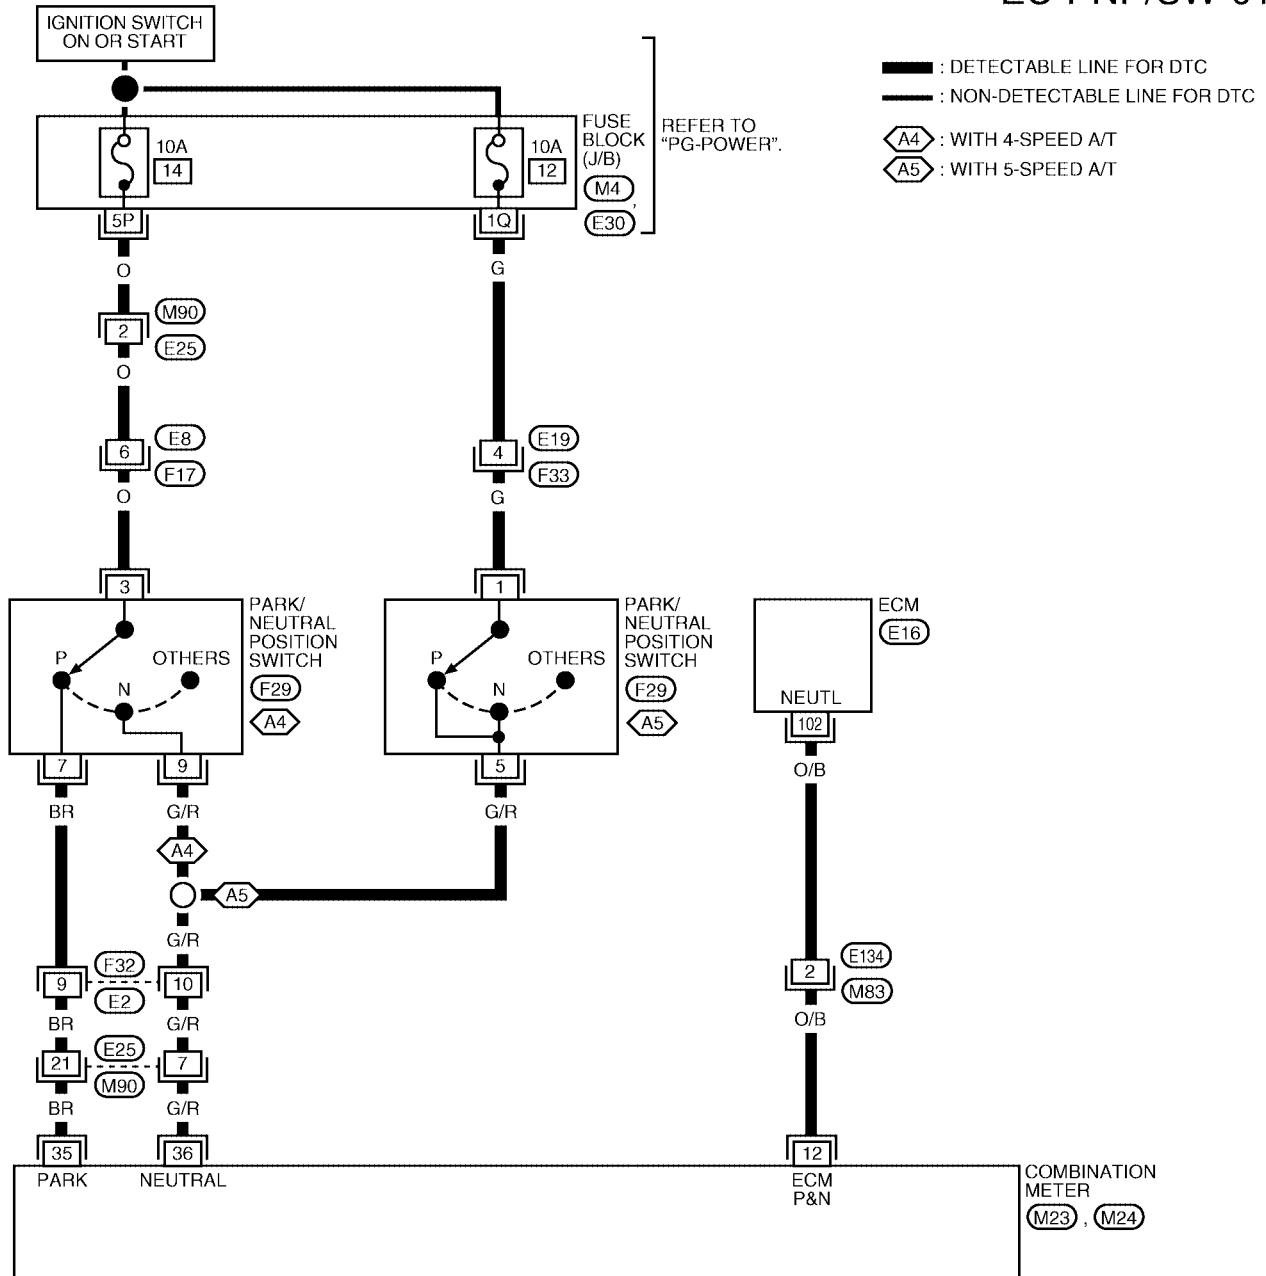 IGNITION SWITCH
ON OR START
: DETECTABLE LINE FOR DTC
: NON-DETECTABLE LINE FOR DTC
A4 : WITH 4-SPEED A/T
A5 : WITH 5-SPEED A/T
10A
14
10A
12
FUSE
BLOCK
(J/B)
M4 ,
E30
REFER TO
"PG-POWER".
5P
1Q
O
G
2
M90
E25
O
6
E8
F17
4
E19
F33
O
G
3
1
P
N
OTHERS
PARK/
NEUTRAL
POSITION
SWITCH
F29
A4
P
N
OTHERS
PARK/
NEUTRAL
POSITION
SWITCH
F29
A5
ECM
E16
NEUTL
102
7
9
5
BR
G/R
G/R
O/B
A4
A5
G/R
9
F32
E2
10
2
E134
M83
BR
G/R
O/B
21
E25
M90
7
BR
G/R
35
36
12
PARK
NEUTRAL
ECM
P&N
COMBINATION
METER
M23 , M24